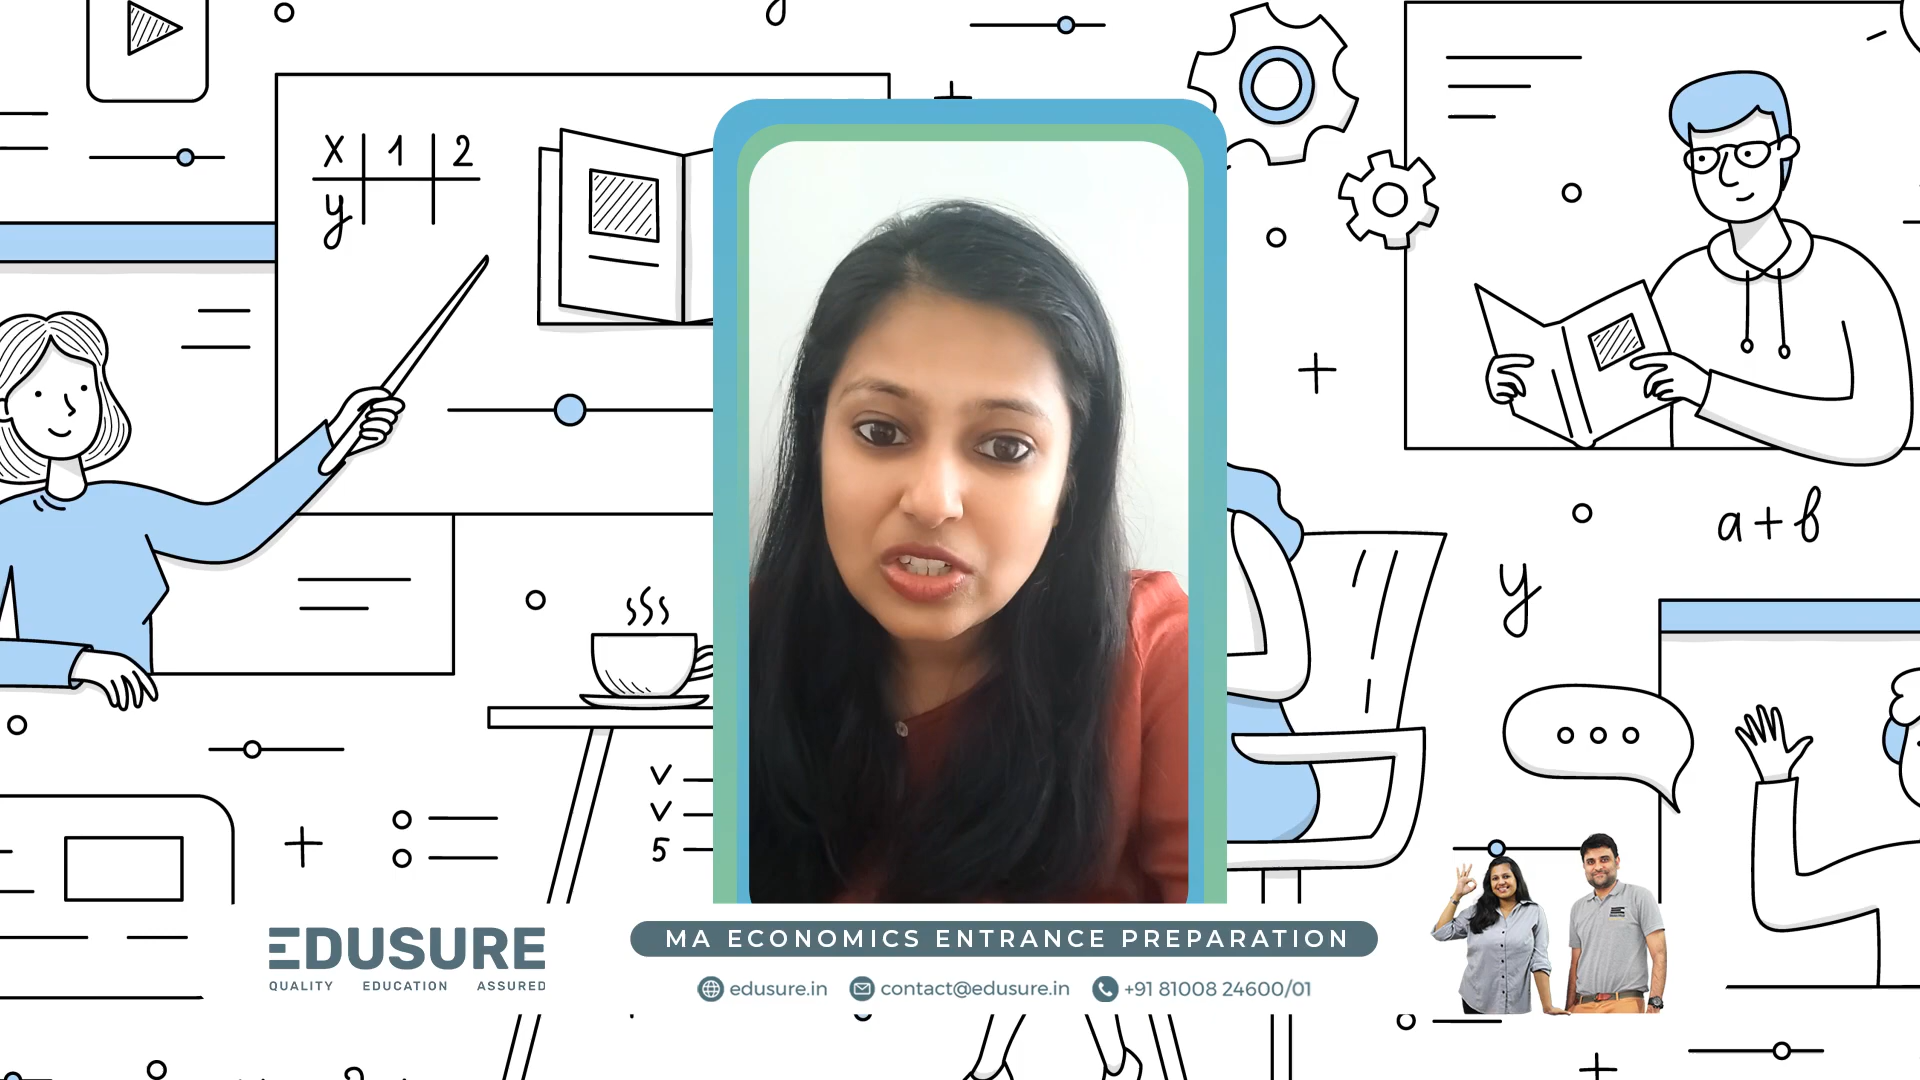 x 1 2
y
a + b
y
V
V
5
EDUSURE
QUALITY EDUCATION ASSURED
MA ECONOMICS ENTRANCE PREPARATION
edusure.in contact@edusure.in +91 81008 24600/01